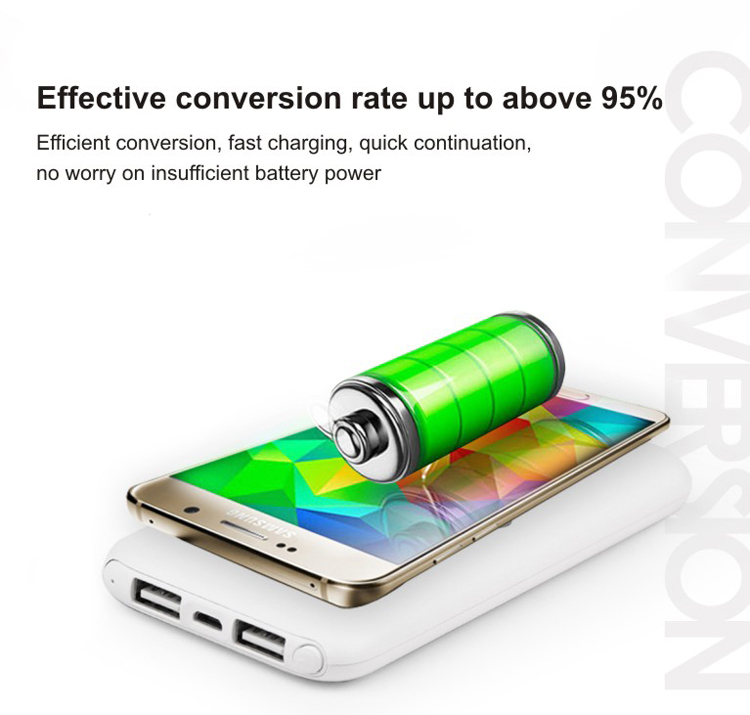 Effective conversion rate up to above 95%
Efficient conversion, fast charging, quick continuation,
no worry on insufficient battery power
CONVERSION
SAMSUNG